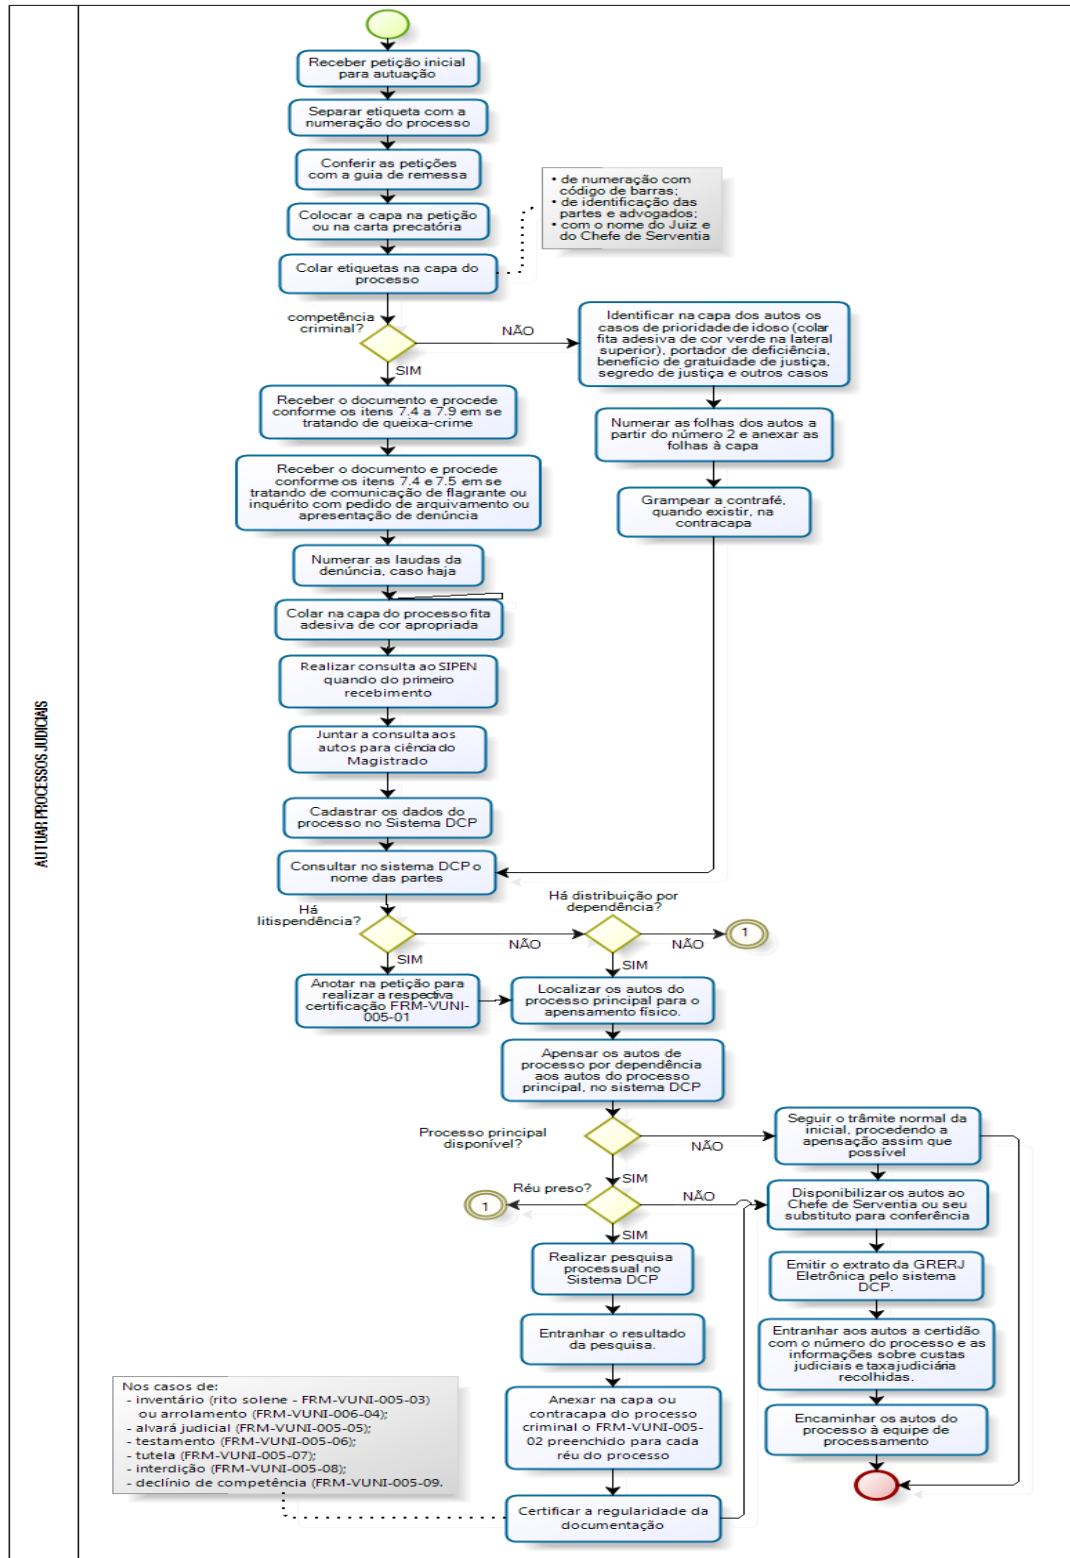 AUTUAR PROCESSOS JUDICIAIS
Receber petição inicial
para autuação
Separar etiqueta com a
numeração do processo
Conferir as petições
com a guia de remessa
Colocar a capa na petição
ou na carta precatória
Colar etiquetas na capa do
processo
• de numeração com
código de barras;
• de identificação das
partes e advogados;
• com o nome do Juiz e
do Chefe de Serventia
competência
criminal?
NÃO
SIM
Identificar na capa dos autos os
casos de prioridade de idoso (colar
fita adesiva de cor verde na lateral
superior), portador de deficiência,
benefício de gratuidade de justiça,
segredo de justiça e outros casos
Numerar as folhas dos autos a
partir do número 2 e anexar as
folhas à capa
Grampear a contrafé,
quando existir, na
contracapa
Receber o documento e procede
conforme os itens 7.4 a 7.9 em se
tratando de queixa-crime
Receber o documento e procede
conforme os itens 7.4 e 7.5 em se
tratando de comunicação de flagrante ou
inquérito com pedido de arquivamento ou
apresentação de denúncia
Numerar as laudas da
denúncia, caso haja
Colar na capa do processo fita
adesiva de cor apropriada
Realizar consulta ao SIPEN
quando do primeiro
recebimento
Juntar a consulta aos
autos para ciência do
Magistrado
Cadastrar os dados do
processo no Sistema DCP
Consultar no sistema DCP o
nome das partes
Há
litispendência?
NÃO
SIM
Há distribuição por
dependência?
NÃO
1
SIM
Anotar na petição para
realizar a respectiva
certificação FRM-VUNI-
005-01
Localizar os autos do
processo principal para o
apensamento físico.
Apensar os autos de
processo por dependência
aos autos do processo
principal, no sistema DCP
Processo principal
disponível?
NÃO
SIM
Seguir o trâmite normal da
inicial, procedendo a
apensação assim que
possível
Réu preso?
1
NÃO
SIM
Disponibilizar os autos ao
Chefe de Serventia ou seu
substituto para conferência
Realizar pesquisa
processual no
Sistema DCP
Emitir o extrato da GRERJ
Eletrônica pelo sistema
DCP.
Entranhar o resultado
da pesquisa.
Entranhar aos autos a certidão
com o número do processo e as
informações sobre custas
judiciais e taxa judiciária
recolhidas.
Anexar na capa ou
contracapa do processo
criminal o FRM-VUNI-005-
02 preenchido para cada
réu do processo
Encaminhar os autos do
processo à equipe de
processamento
Certificar a regularidade da
documentação
Nos casos de:
- inventário (rito solene - FRM-VUNI-005-03)
ou arrolamento (FRM-VUNI-006-04);
- alvará judicial (FRM-VUNI-005-05);
- testamento (FRM-VUNI-005-06);
- tutela (FRM-VUNI-005-07);
- interdição (FRM-VUNI-005-08);
- declínio de competência (FRM-VUNI-005-09.